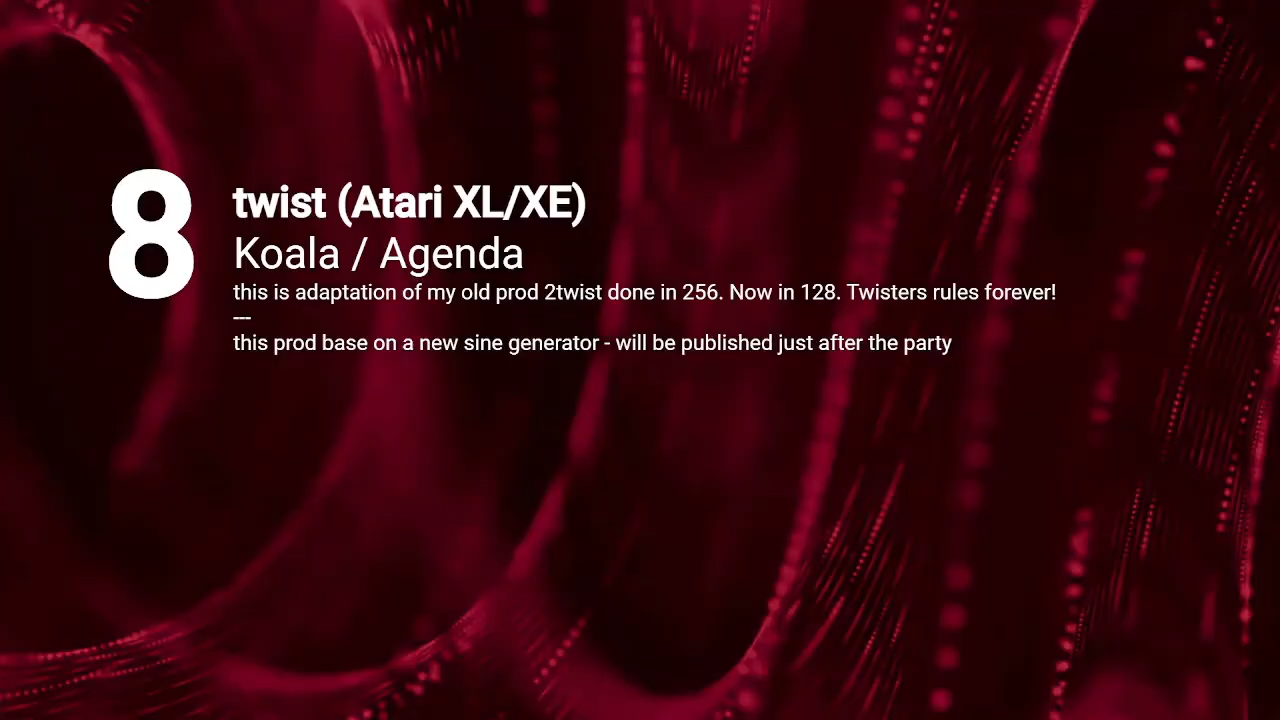 8
twist (Atari XL/XE)
Koala / Agenda
this is adaptation of my old prod 2twist done in 256. Now in 128. Twisters rules forever!
---
this prod base on a new sine generator - will be published just after the party